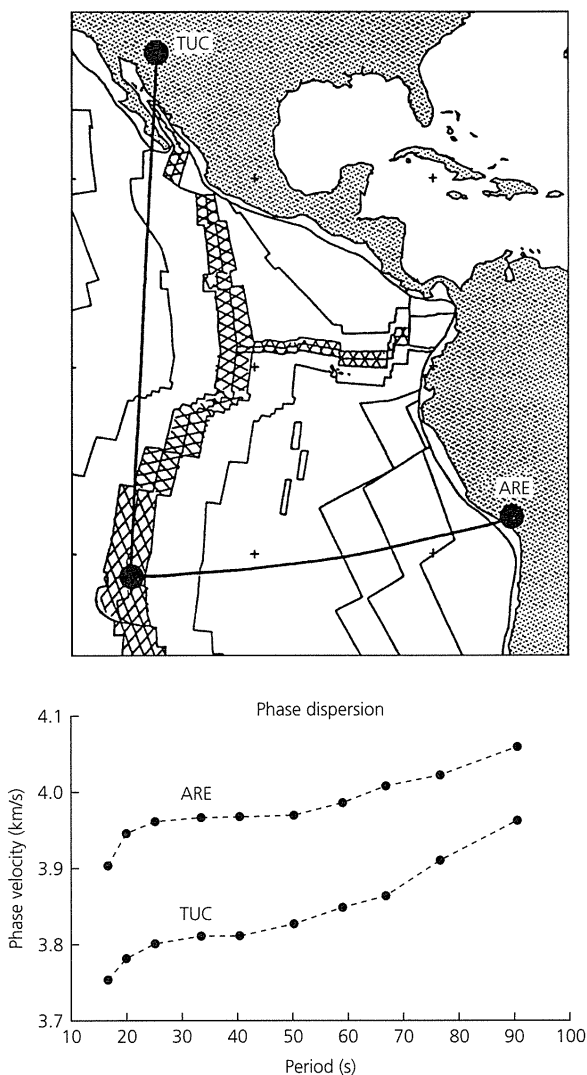 TUC
ARE
Phase dispersion
4.1
4.0
3.9
3.8
3.7
Phase velocity (km/s)
ARE
TUC
10 20 30 40 50 60 70 80 90 100
Period (s)